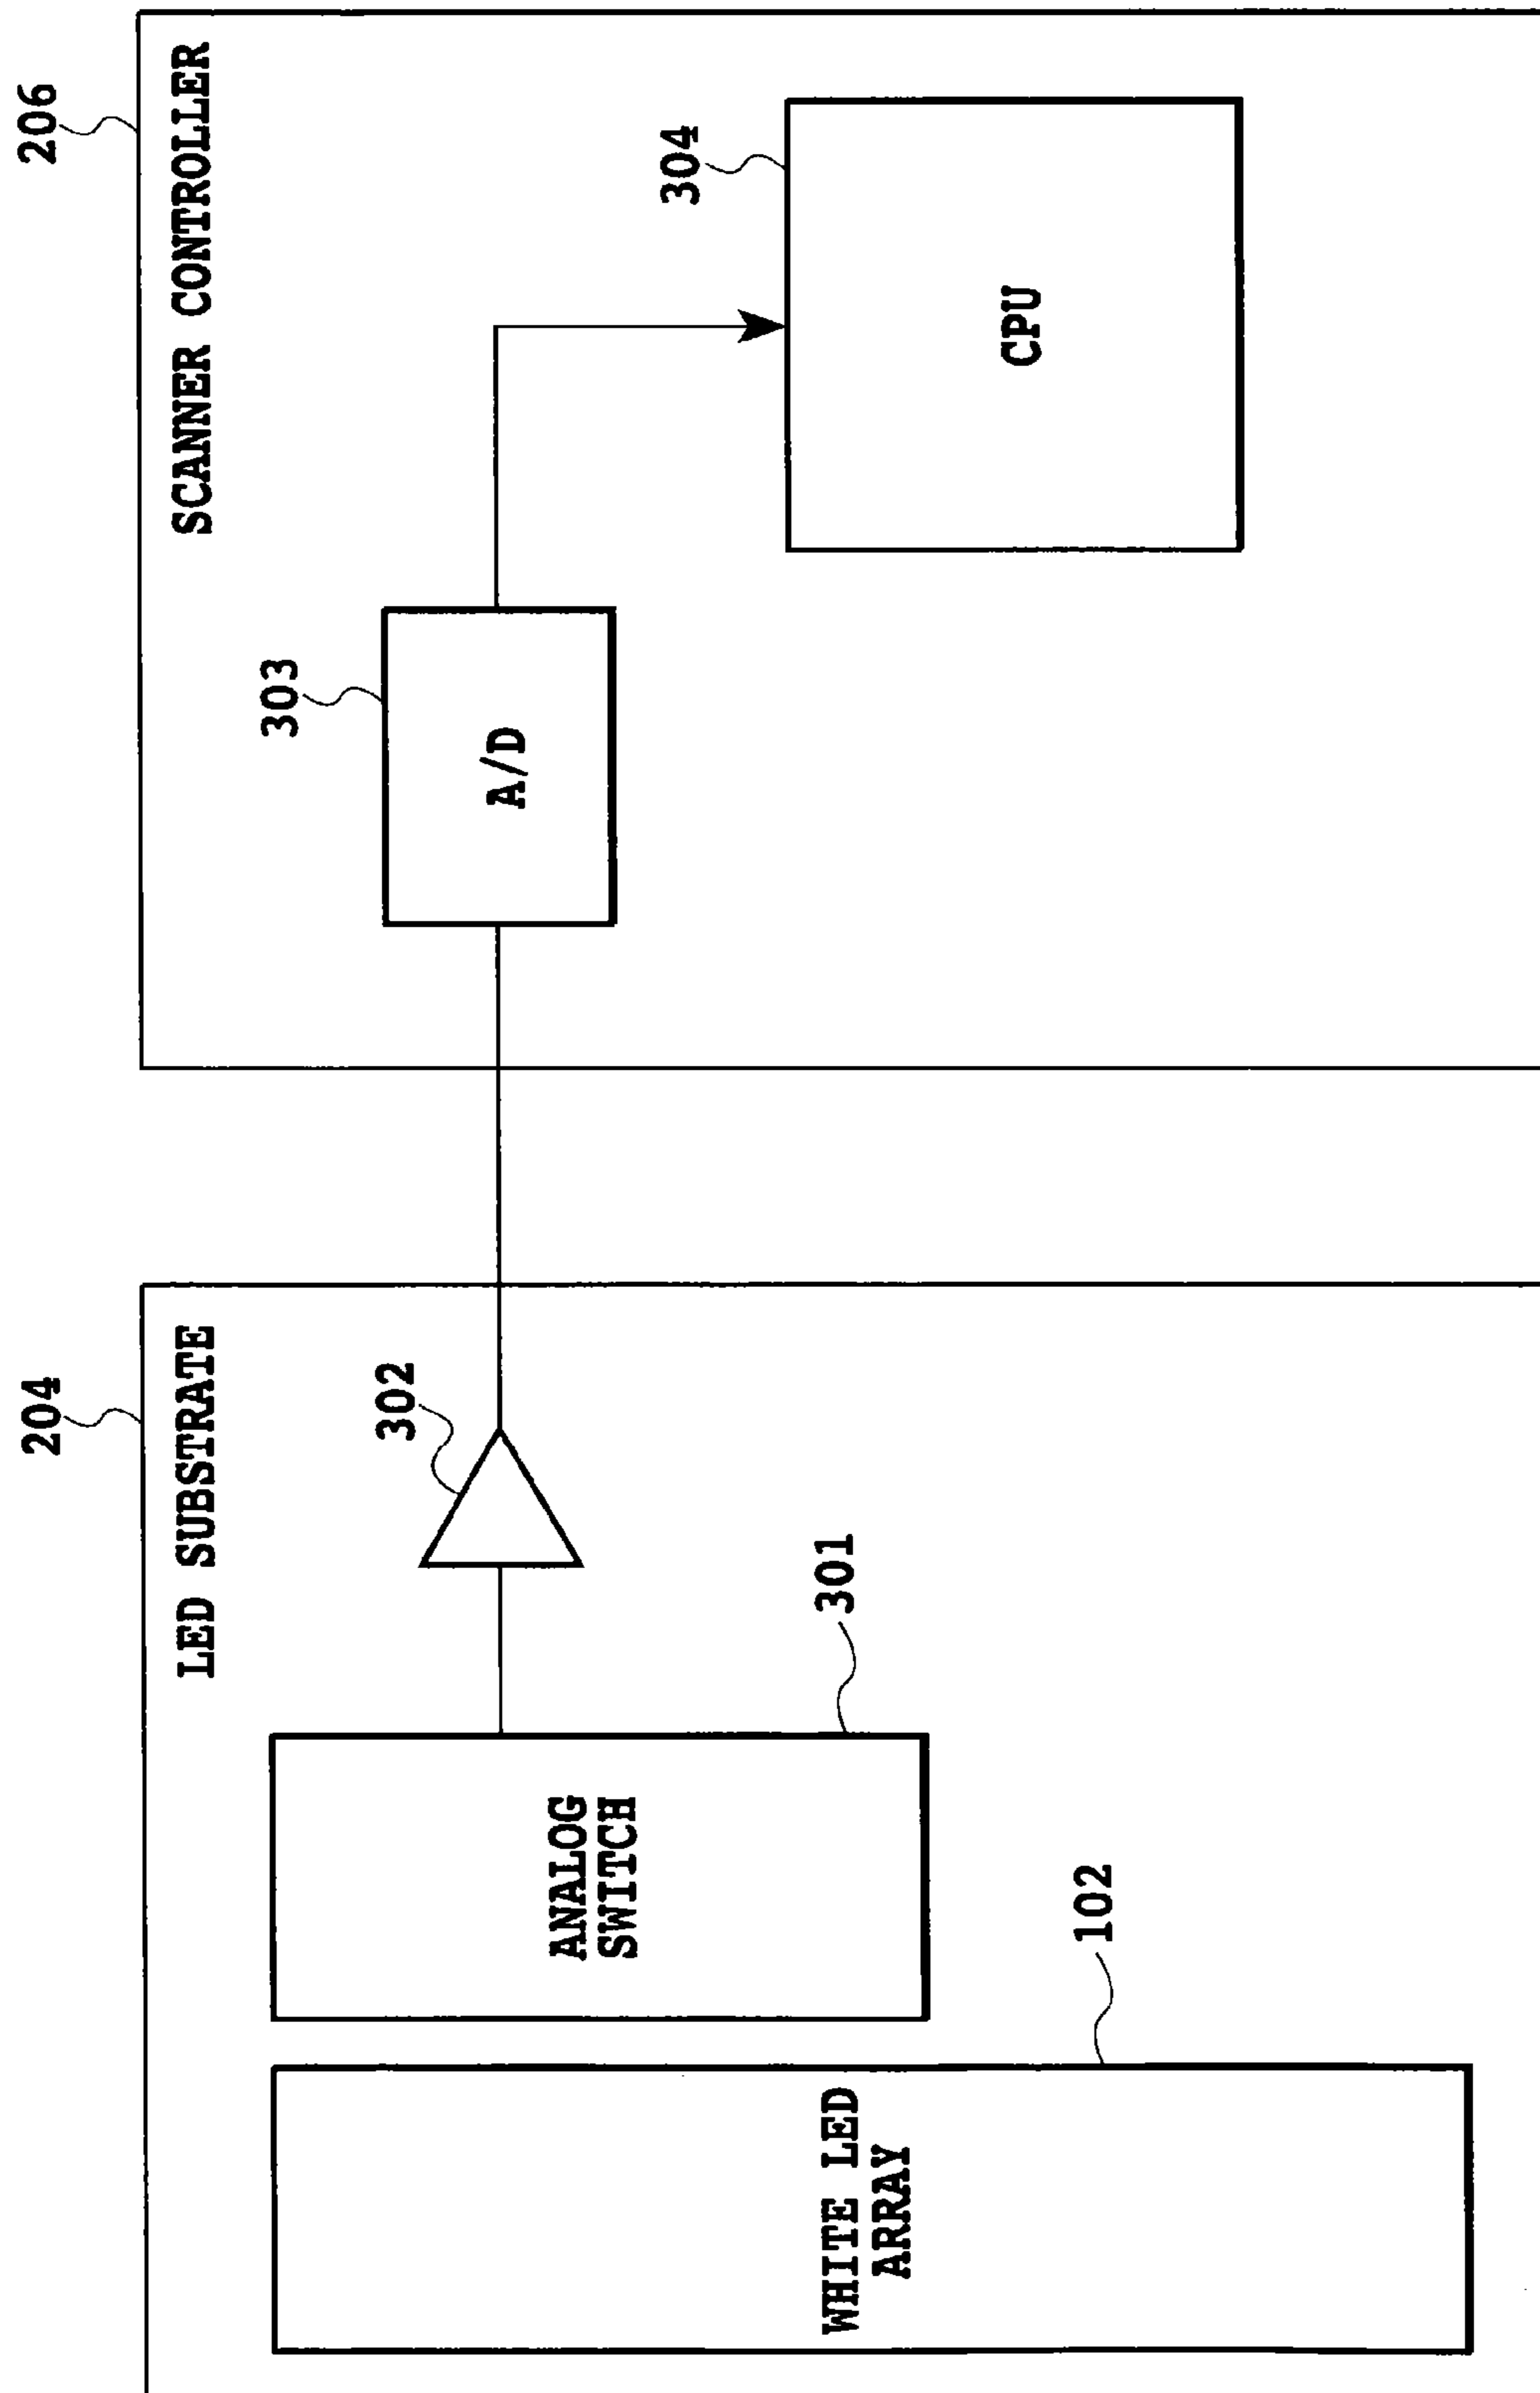 204
LED SUBSTRATE
302
301
ANALOG
SWITCH
102
WHITE LED
ARRAY
206
SCANNER CONTROLLER
303
A/D
304
CPU